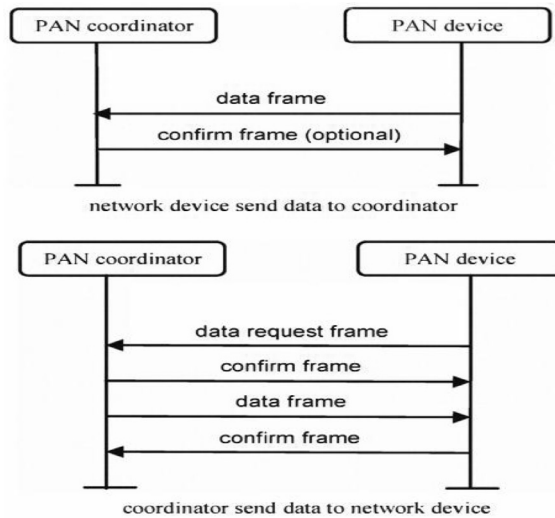 PAN coordinator
PAN device
data frame
confirm frame (optional)
network device send data to coordinator
PAN coordinator
PAN device
data request frame
confirm frame
data frame
confirm frame
coordinator send data to network device